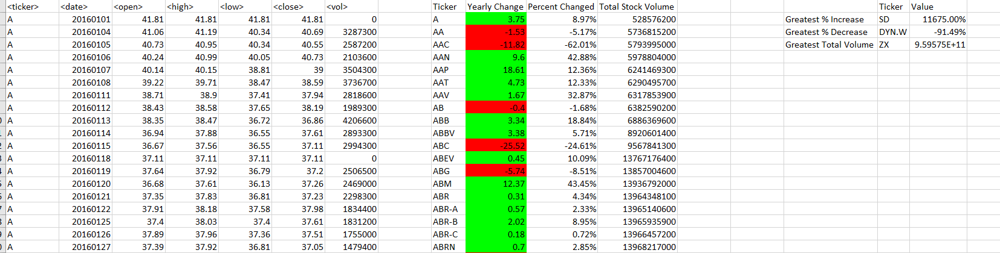 <ticker> <date> <open> <high> <low> <close> <vol> Ticker Yearly Change Percent Changed Total Stock Volume Ticker Value
A 20160101 41.81 41.81 41.81 41.81 0 A 3.75 8.97% 528576200 Greatest % Increase SD 11675.00%
A 20160104 41.06 41.19 40.34 40.69 3287300 AA -1.53 -5.17% 5736815200 Greatest % Decrease DYN.W -91.49%
A 20160105 40.73 40.95 40.34 40.55 2587200 AAC -11.82 -62.01% 5793995000 Greatest Total Volume ZX 9.59575E+11
A 20160106 40.24 40.99 40.05 40.73 2103600 AAN 9.6 42.88% 5978804000
A 20160107 40.14 40.15 38.81 39 3504300 AAP 18.61 12.36% 6241469300
A 20160108 39.22 39.71 38.47 38.59 3736700 AAT 4.73 12.33% 6290495700
A 20160111 38.71 38.9 37.41 37.94 2818600 AAV 1.67 32.87% 6317853900
A 20160112 38.43 38.58 37.65 38.19 1989300 AB -0.4 -1.68% 6382590200
A 20160113 38.35 38.47 36.72 36.86 4206600 ABB 3.34 18.84% 6886369600
A 20160114 36.94 37.88 36.55 37.61 2893300 ABBV 3.38 5.71% 8920601400
A 20160115 36.67 37.56 36.55 37.11 2994300 ABC -25.52 -24.61% 9567841300
A 20160118 37.11 37.11 37.11 37.11 0 ABEV 0.45 10.09% 13767176400
A 20160119 37.64 37.92 36.79 37.2 2506500 ABG -5.74 -8.51% 13857004600
A 20160120 36.68 37.61 36.13 37.26 2469000 ABM 12.37 43.45% 13936792000
A 20160121 37.35 37.83 36.81 37.23 2298300 ABR 0.31 4.34% 13964348100
A 20160122 37.91 38.18 37.58 37.98 1834400 ABR-A 0.57 2.33% 13965140600
A 20160125 37.4 38.03 37.4 37.61 1831200 ABR-B 2.02 8.95% 13965935900
A 20160126 37.89 37.96 37.36 37.51 1755000 ABR-C 0.18 0.72% 13966457200
A 20160127 37.39 37.92 36.81 37.05 1479400 ABRN 0.7 2.85% 13968217000